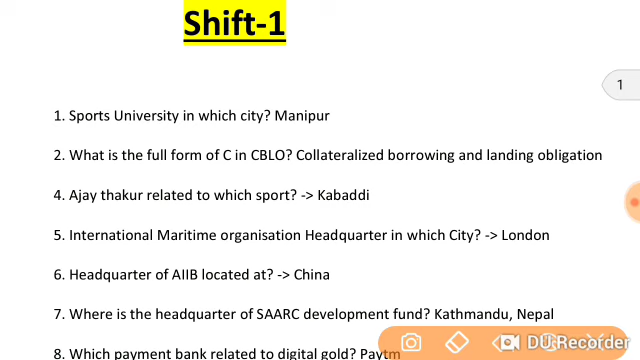 Shift-1
1
1. Sports University in which city? Manipur
2. What is the full form of C in CBLO? Collateralized borrowing and landing obligation
4. Ajay thakur related to which sport? -> Kabaddi
5. International Maritime organisation Headquarter in which City? -> London
6. Headquarter of AIIB located at? -> China
7. Where is the headquarter of SAARC development fund? Kathmandu, Nepal
8. Which payment bank related to digital gold? Paytm
DU Recorder